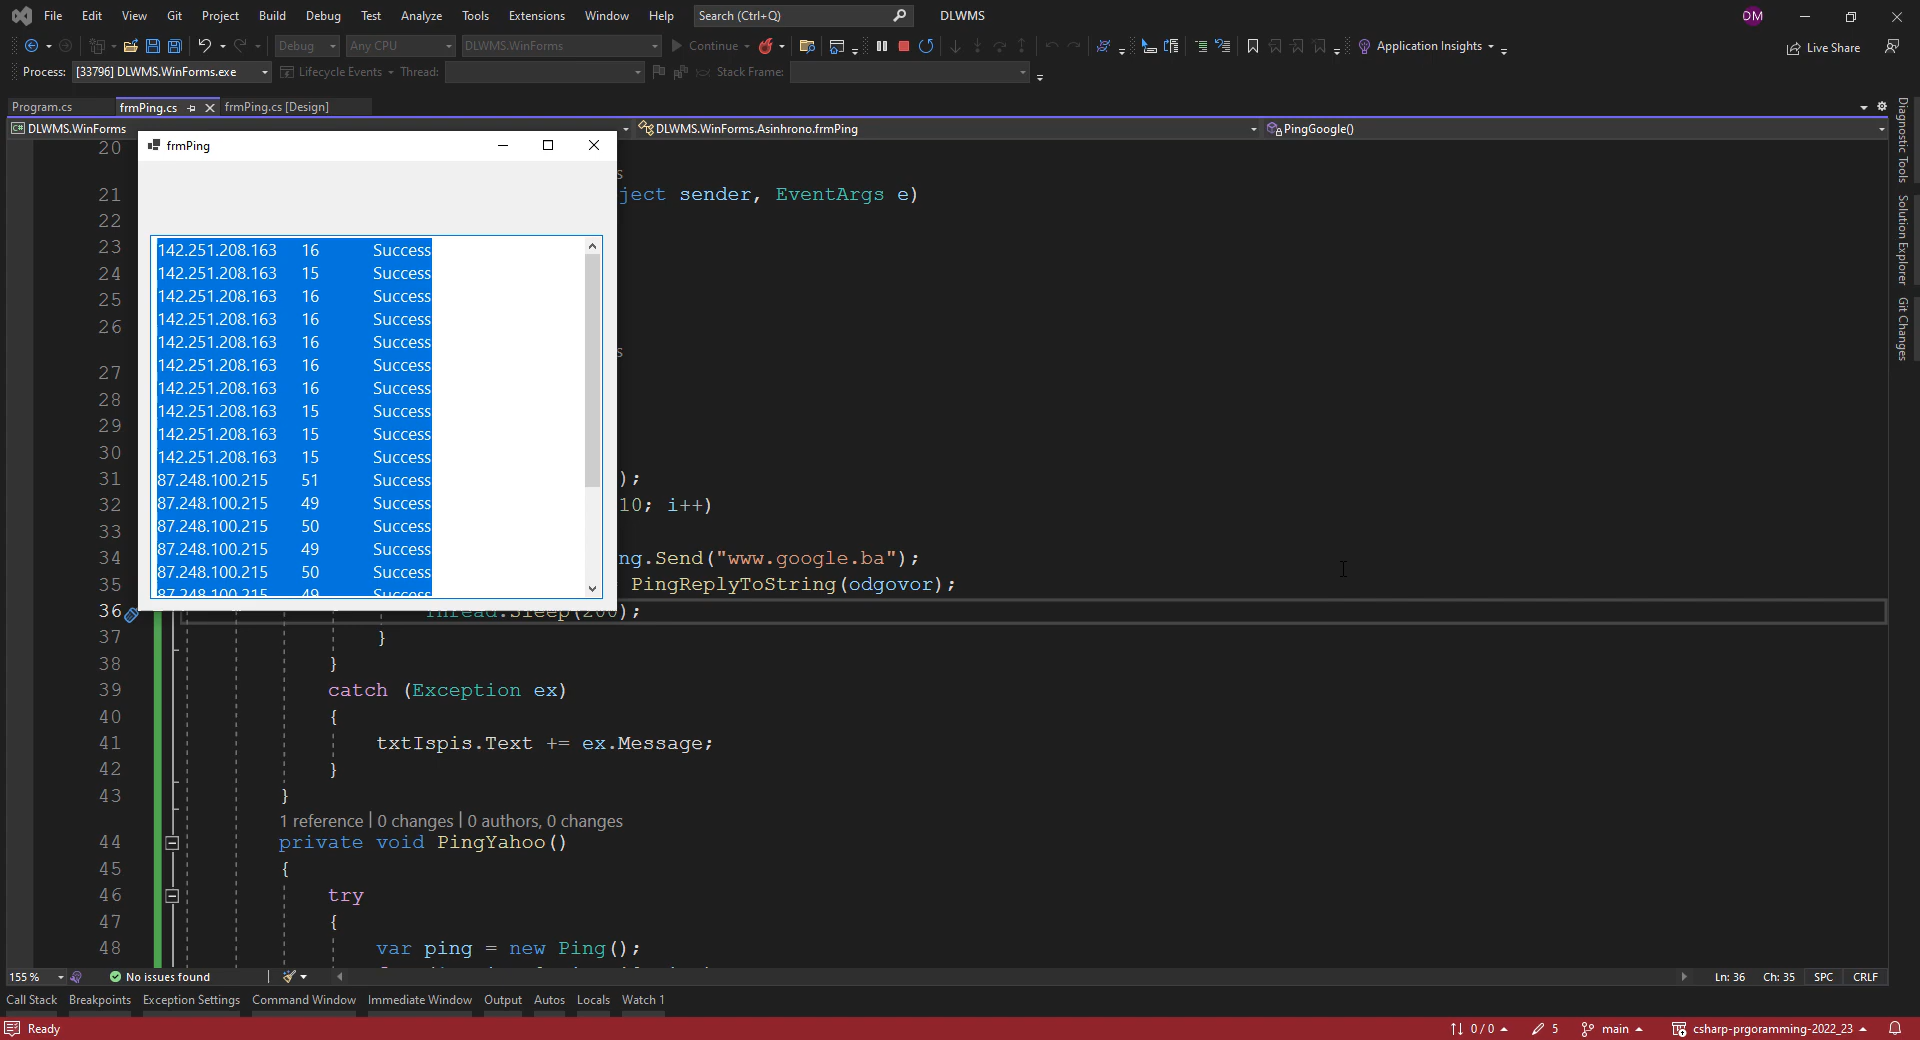 File Edit View Git Project Build Debug Test Analyze Tools Extensions Window Help Search (Ctrl+Q) DLWMS DM
Debug Any CPU DLWMS.WinForms Continue Application Insights Live Share
Process: [33796] DLWMS.WinForms.exe Lifecycle Events Thread: Stack Frame:
Program.cs frmPing.cs frmPing.cs [Design]
DLWMS.WinForms DLWMS.WinForms.Asinhrono.frmPing PingGoogle()
frmPing
142.251.208.163 16 Success
142.251.208.163 15 Success
142.251.208.163 16 Success
142.251.208.163 16 Success
142.251.208.163 16 Success
142.251.208.163 16 Success
142.251.208.163 16 Success
142.251.208.163 15 Success
142.251.208.163 15 Success
142.251.208.163 15 Success
87.248.100.215 51 Success
87.248.100.215 49 Success
87.248.100.215 50 Success
87.248.100.215 49 Success
87.248.100.215 50 Success
87.248.100.215 49 Success
20
s
21 ject sender, EventArgs e)
22
23
24
25
26
s
27
28
29
30
31 );
32 10; i++)
33
34 ng.Send("www.google.ba");
35 PingReplyToString(odgovor);
36 Thread.Sleep(200);
37 }
38 }
39 catch (Exception ex)
40 {
41 txtIspis.Text += ex.Message;
42 }
43 }
1 reference | 0 changes | 0 authors, 0 changes
44 private void PingYahoo()
45 {
46 try
47 {
48 var ping = new Ping();
155 % No issues found Ln: 36 Ch: 35 SPC CRLF
Call Stack Breakpoints Exception Settings Command Window Immediate Window Output Autos Locals Watch 1
Ready 0 / 0 5 main csharp-prgoramming-2022_23
Diagnostic Tools
Solution Explorer
Git Changes